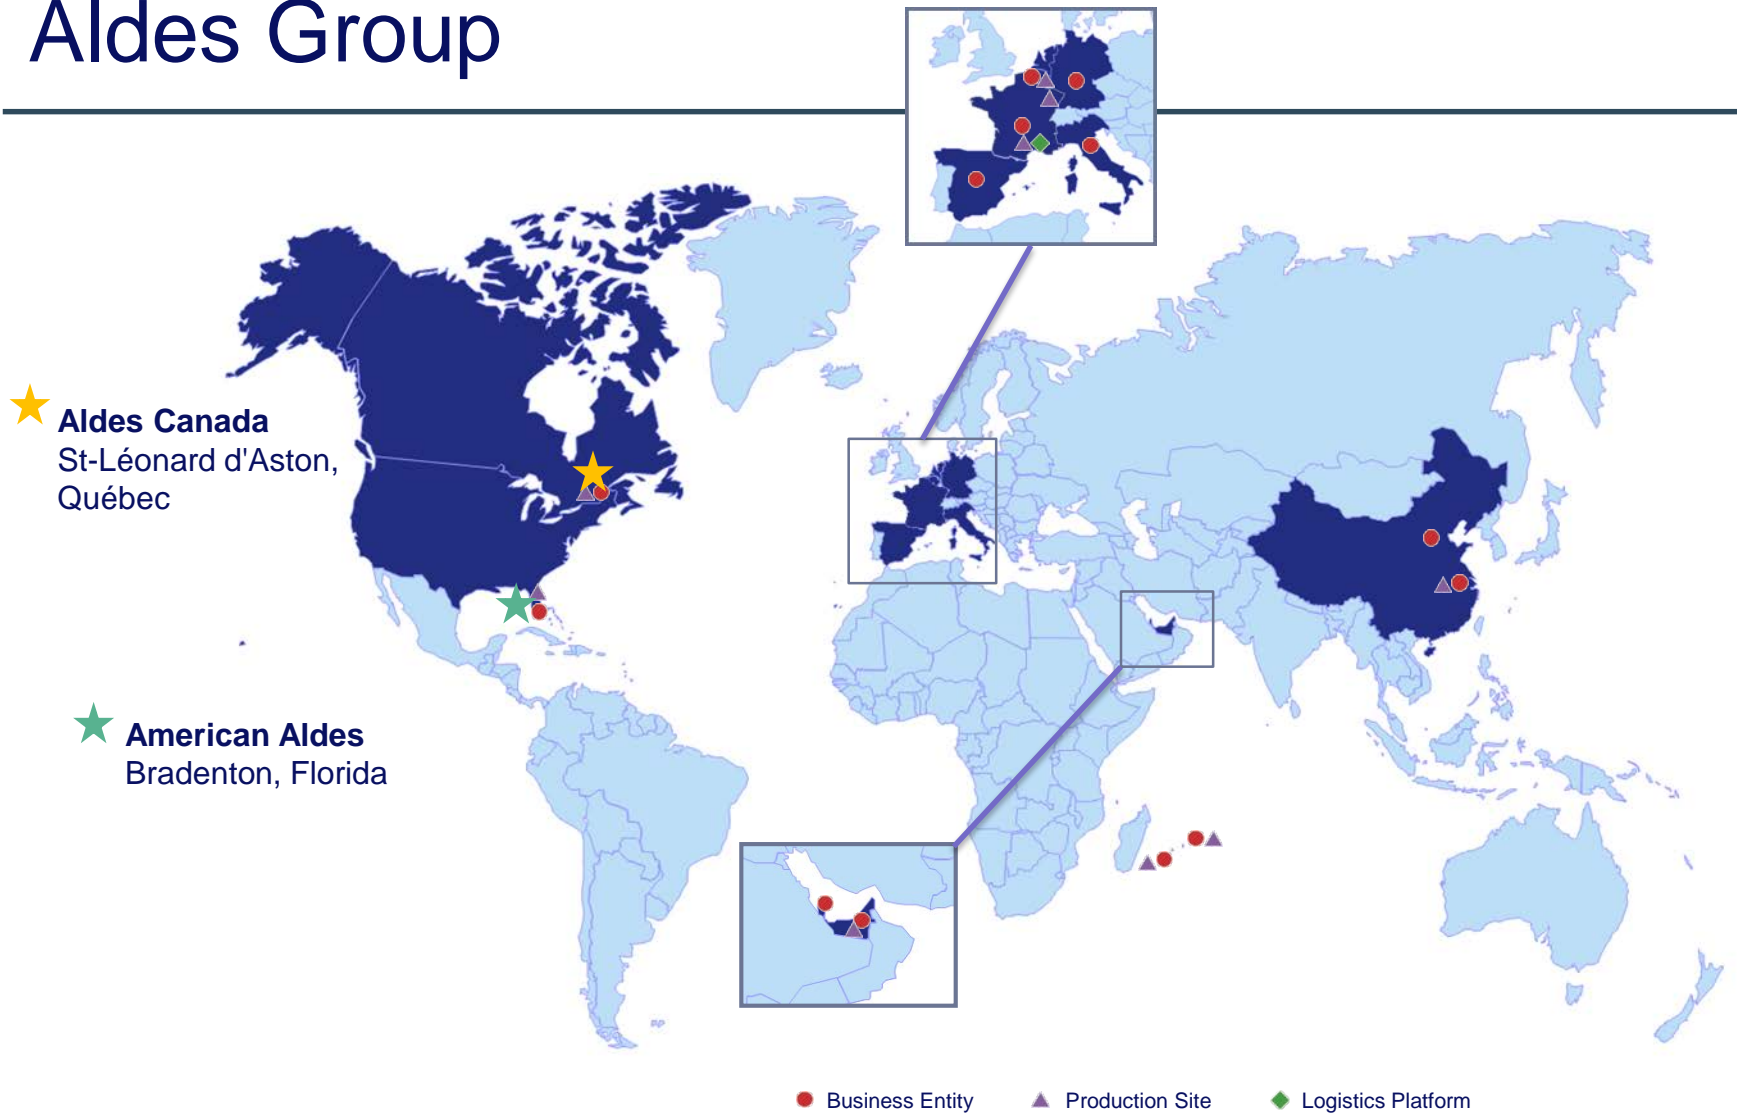 Aldes Group
Aldes Canada
St-Léonard d'Aston,
Québec
American Aldes
Bradenton, Florida
Business Entity
Production Site
Logistics Platform